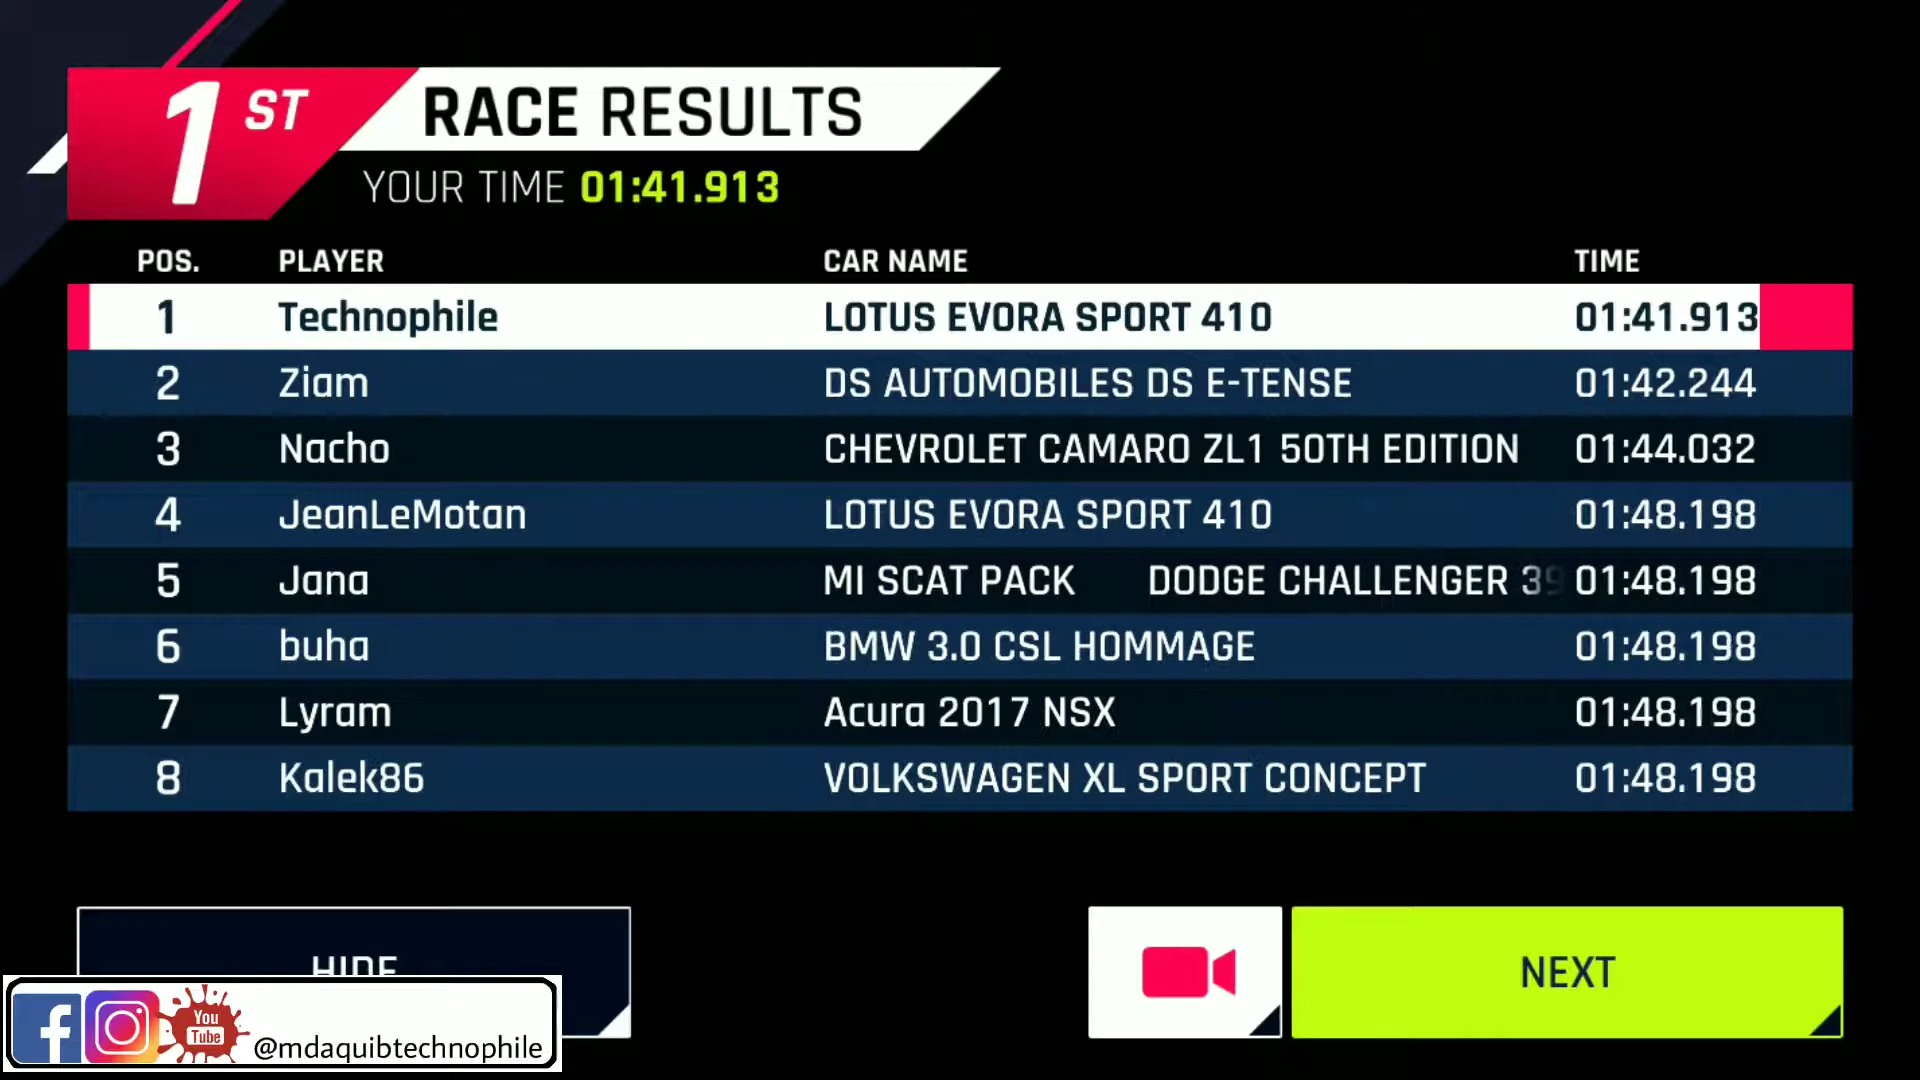 1ST
RACE RESULTS
YOUR TIME 01:41.913
POS. PLAYER CAR NAME TIME
1 Technophile LOTUS EVORA SPORT 410 01:41.913
2 Ziam DS AUTOMOBILES DS E-TENSE 01:42.244
3 Nacho CHEVROLET CAMARO ZL1 50TH EDITION 01:44.032
4 JeanLeMotan LOTUS EVORA SPORT 410 01:48.198
5 Jana MI SCAT PACK DODGE CHALLENGER 39 01:48.198
6 buha BMW 3.0 CSL HOMMAGE 01:48.198
7 Lyram Acura 2017 NSX 01:48.198
8 Kalek86 VOLKSWAGEN XL SPORT CONCEPT 01:48.198
HIDE
NEXT
f
You
Tube
@mdaquibtechnophile